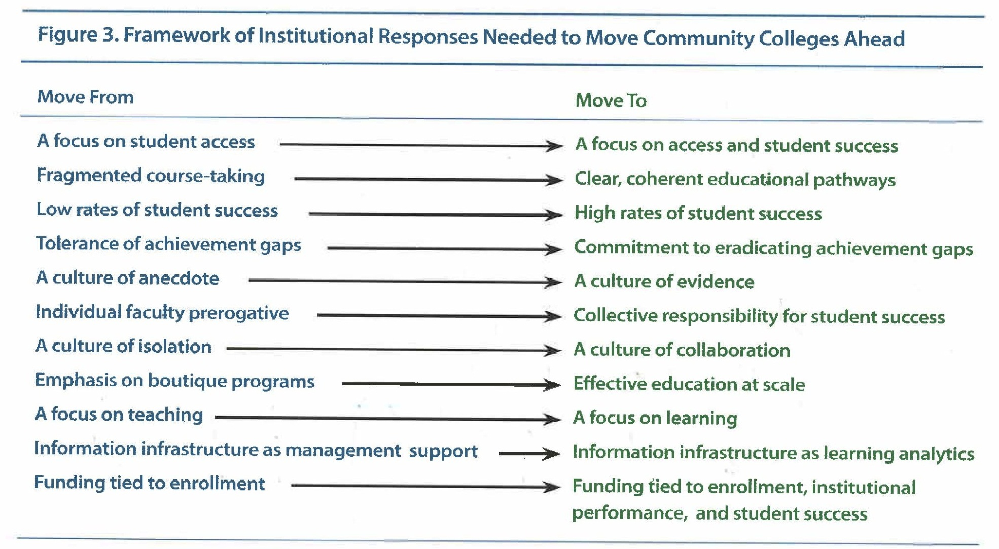 Figure 3. Framework of Institutional Responses Needed to Move Community Colleges Ahead
Move From
Move To
A focus on student access
A focus on access and student success
Fragmented course-taking
Clear, coherent educational pathways
Low rates of student success
High rates of student success
Tolerance of achievement gaps
Commitment to eradicating achievement gaps
A culture of anecdote
A culture of evidence
Individual faculty prerogative
Collective responsibility for student success
A culture of isolation
A culture of collaboration
Emphasis on boutique programs
Effective education at scale
A focus on teaching
A focus on learning
Information infrastructure as management support
Information infrastructure as learning analytics
Funding tied to enrollment
Funding tied to enrollment, institutional
performance, and student success